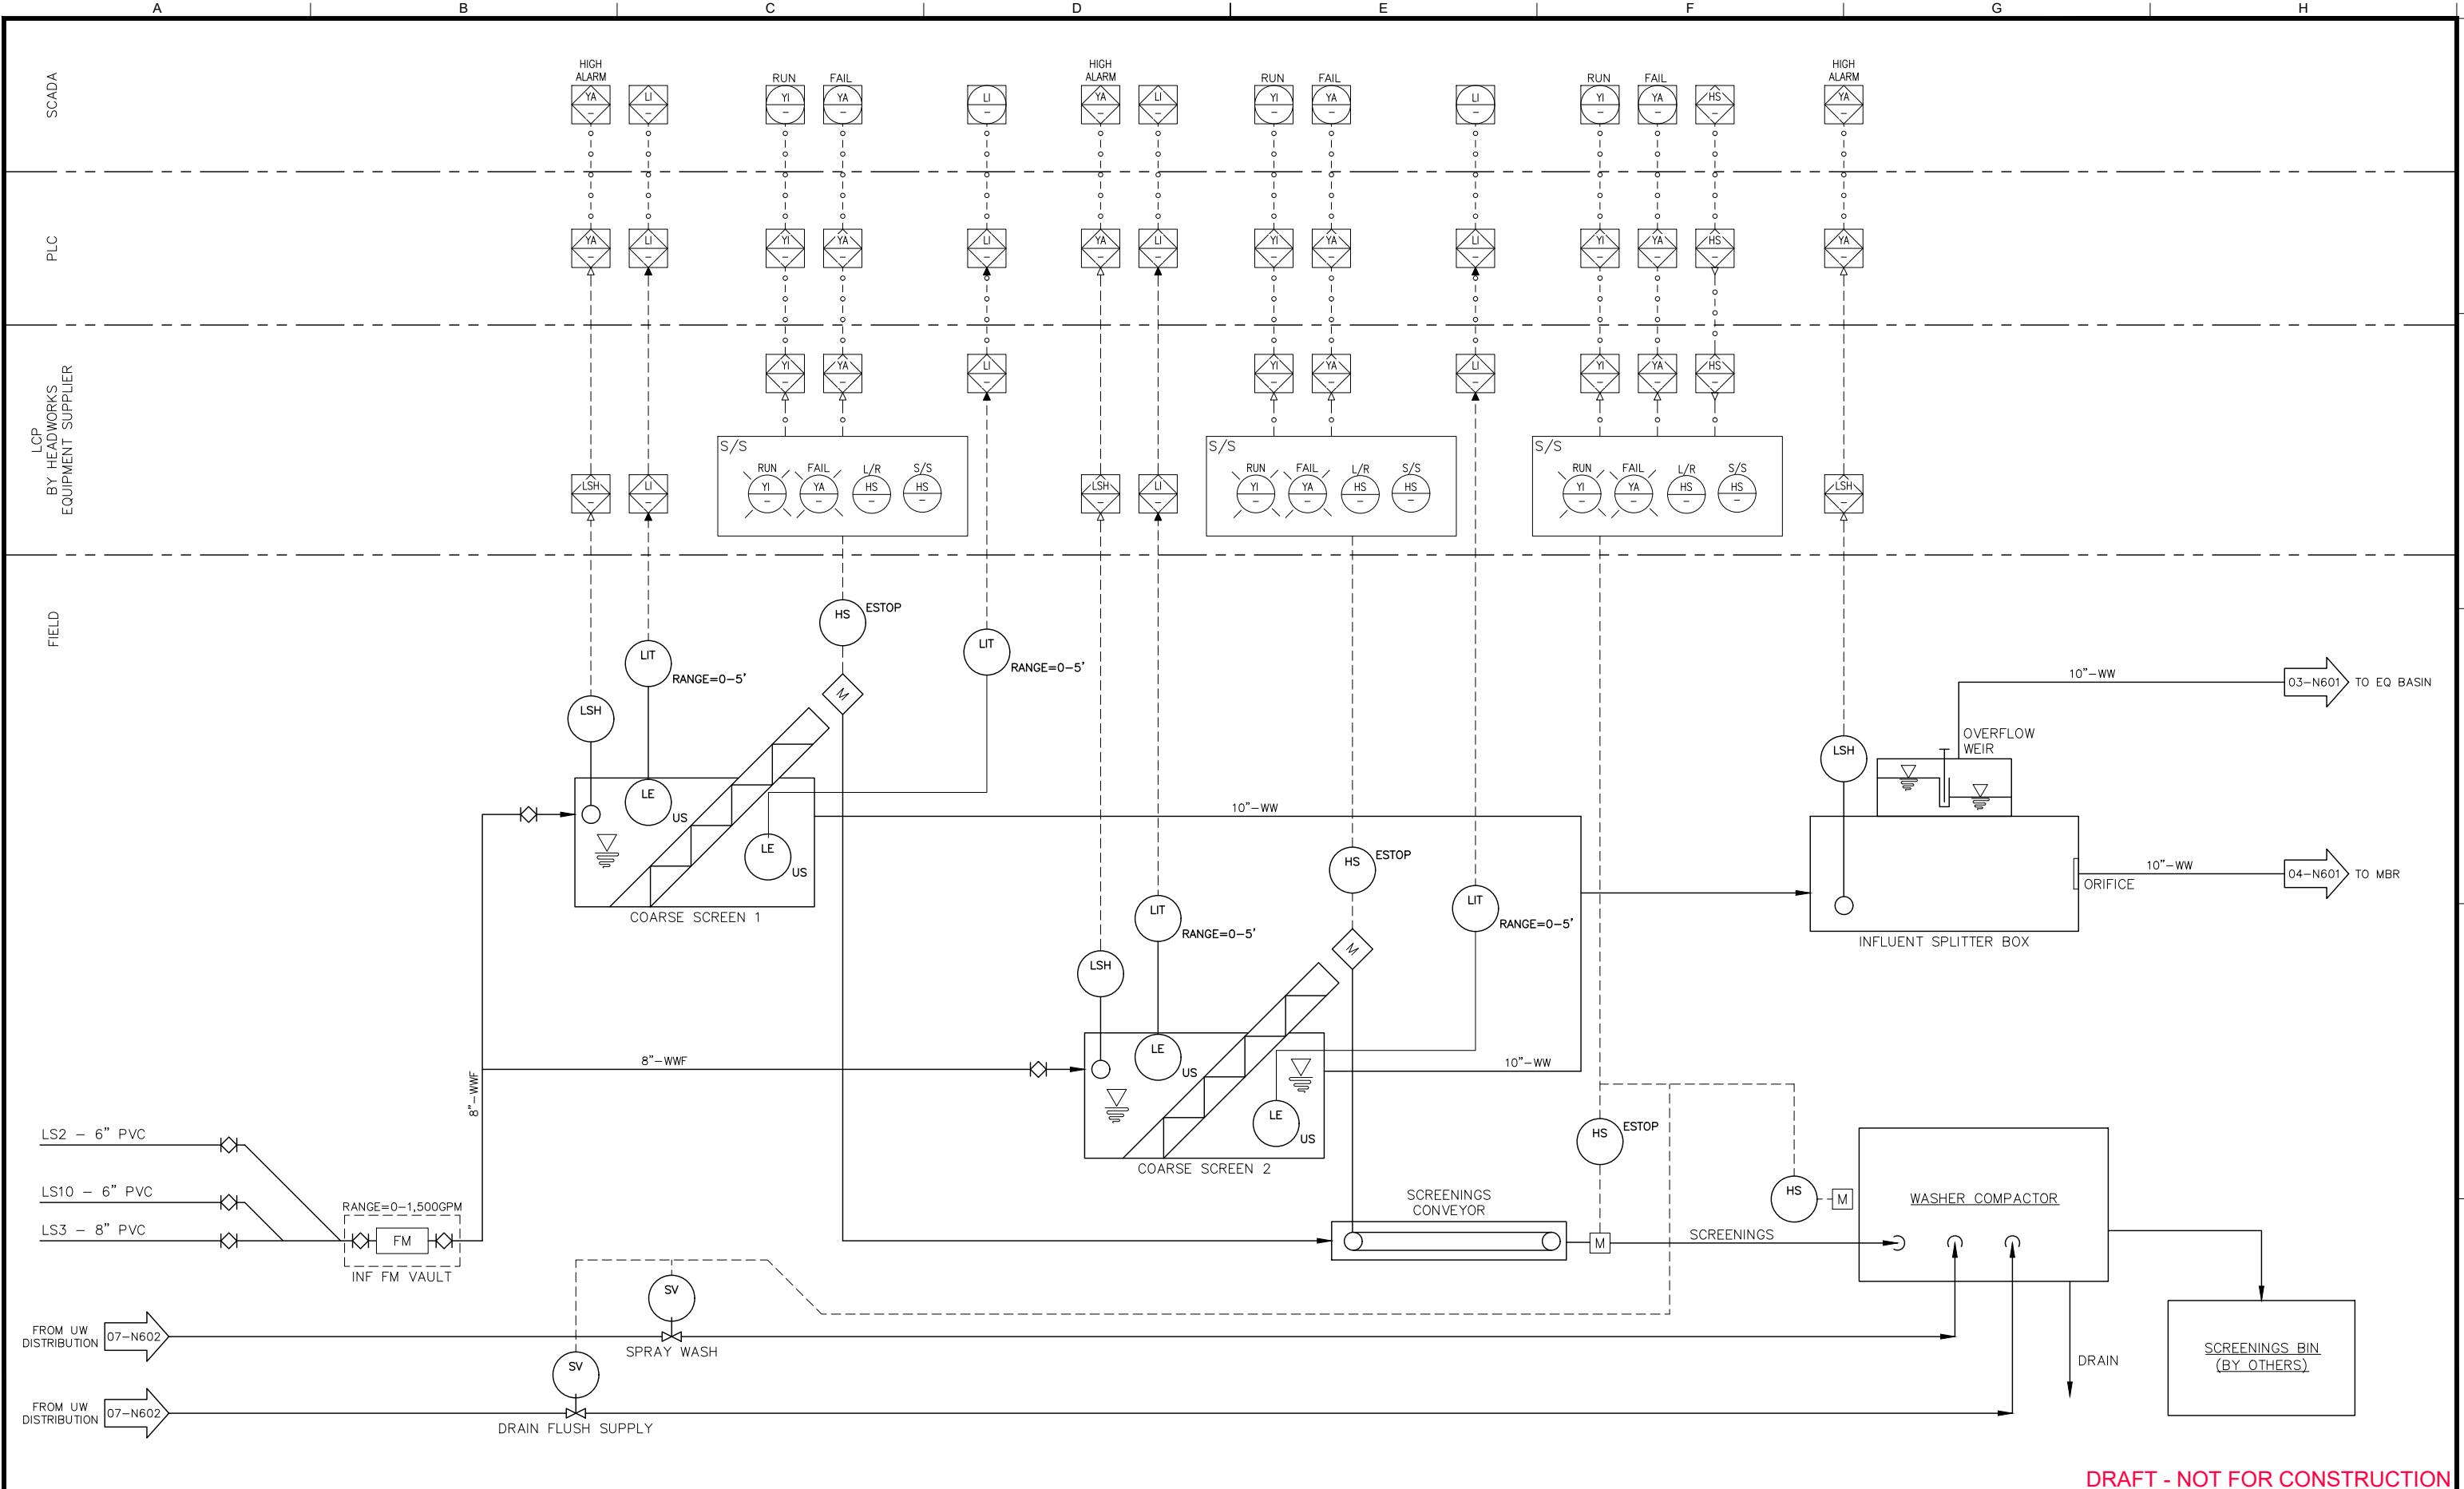 A B C D E F G H
SCADA
HIGH
ALARM
RUN FAIL
HIGH
ALARM
RUN FAIL
RUN FAIL
HIGH
ALARM
YA LI YI YA LI YA LI YI YA LI YI YA HS YA
– – – – – – – – – – – – – –
PLC
YA LI YI YA LI YA LI YI YA LI YI YA HS YA
– – – – – – – – – – – – – –
LCP
BY HEADWORKS
EQUIPMENT SUPPLIER
YI YA LI YI YA LI YI YA HS
– – – – – – – – –
LSH LI
– –
S/S
RUN FAIL L/R S/S
YI YA HS HS
– – – –
LSH LI
– –
S/S
RUN FAIL L/R S/S
YI YA HS HS
– – – –
S/S
RUN FAIL L/R S/S
YI YA HS HS
– – – –
LSH
–
FIELD
HS ESTOP
LIT
RANGE=0–5'
LIT
RANGE=0–5'
M
LSH
LE
US
LE
US
COARSE SCREEN 1
10"–WW
10"–WW
03–N601 TO EQ BASIN
OVERFLOW
WEIR
LSH
10"–WW
04–N601 TO MBR
ORIFICE
INFLUENT SPLITTER BOX
HS ESTOP
LIT
RANGE=0–5'
LIT
RANGE=0–5'
M
LSH
LE
US
LE
US
COARSE SCREEN 2
8"–WWF
8"–WWF
10"–WW
LS2 – 6" PVC
LS10 – 6" PVC
LS3 – 8" PVC
RANGE=0–1,500GPM
FM
INF FM VAULT
HS ESTOP
HS
M
SCREENINGS
CONVEYOR
M
SCREENINGS
WASHER COMPACTOR
SV
FROM UW
DISTRIBUTION
07–N602
SPRAY WASH
SV
FROM UW
DISTRIBUTION
07–N602
DRAIN FLUSH SUPPLY
DRAIN
SCREENINGS BIN
(BY OTHERS)
DRAFT - NOT FOR CONSTRUCTION